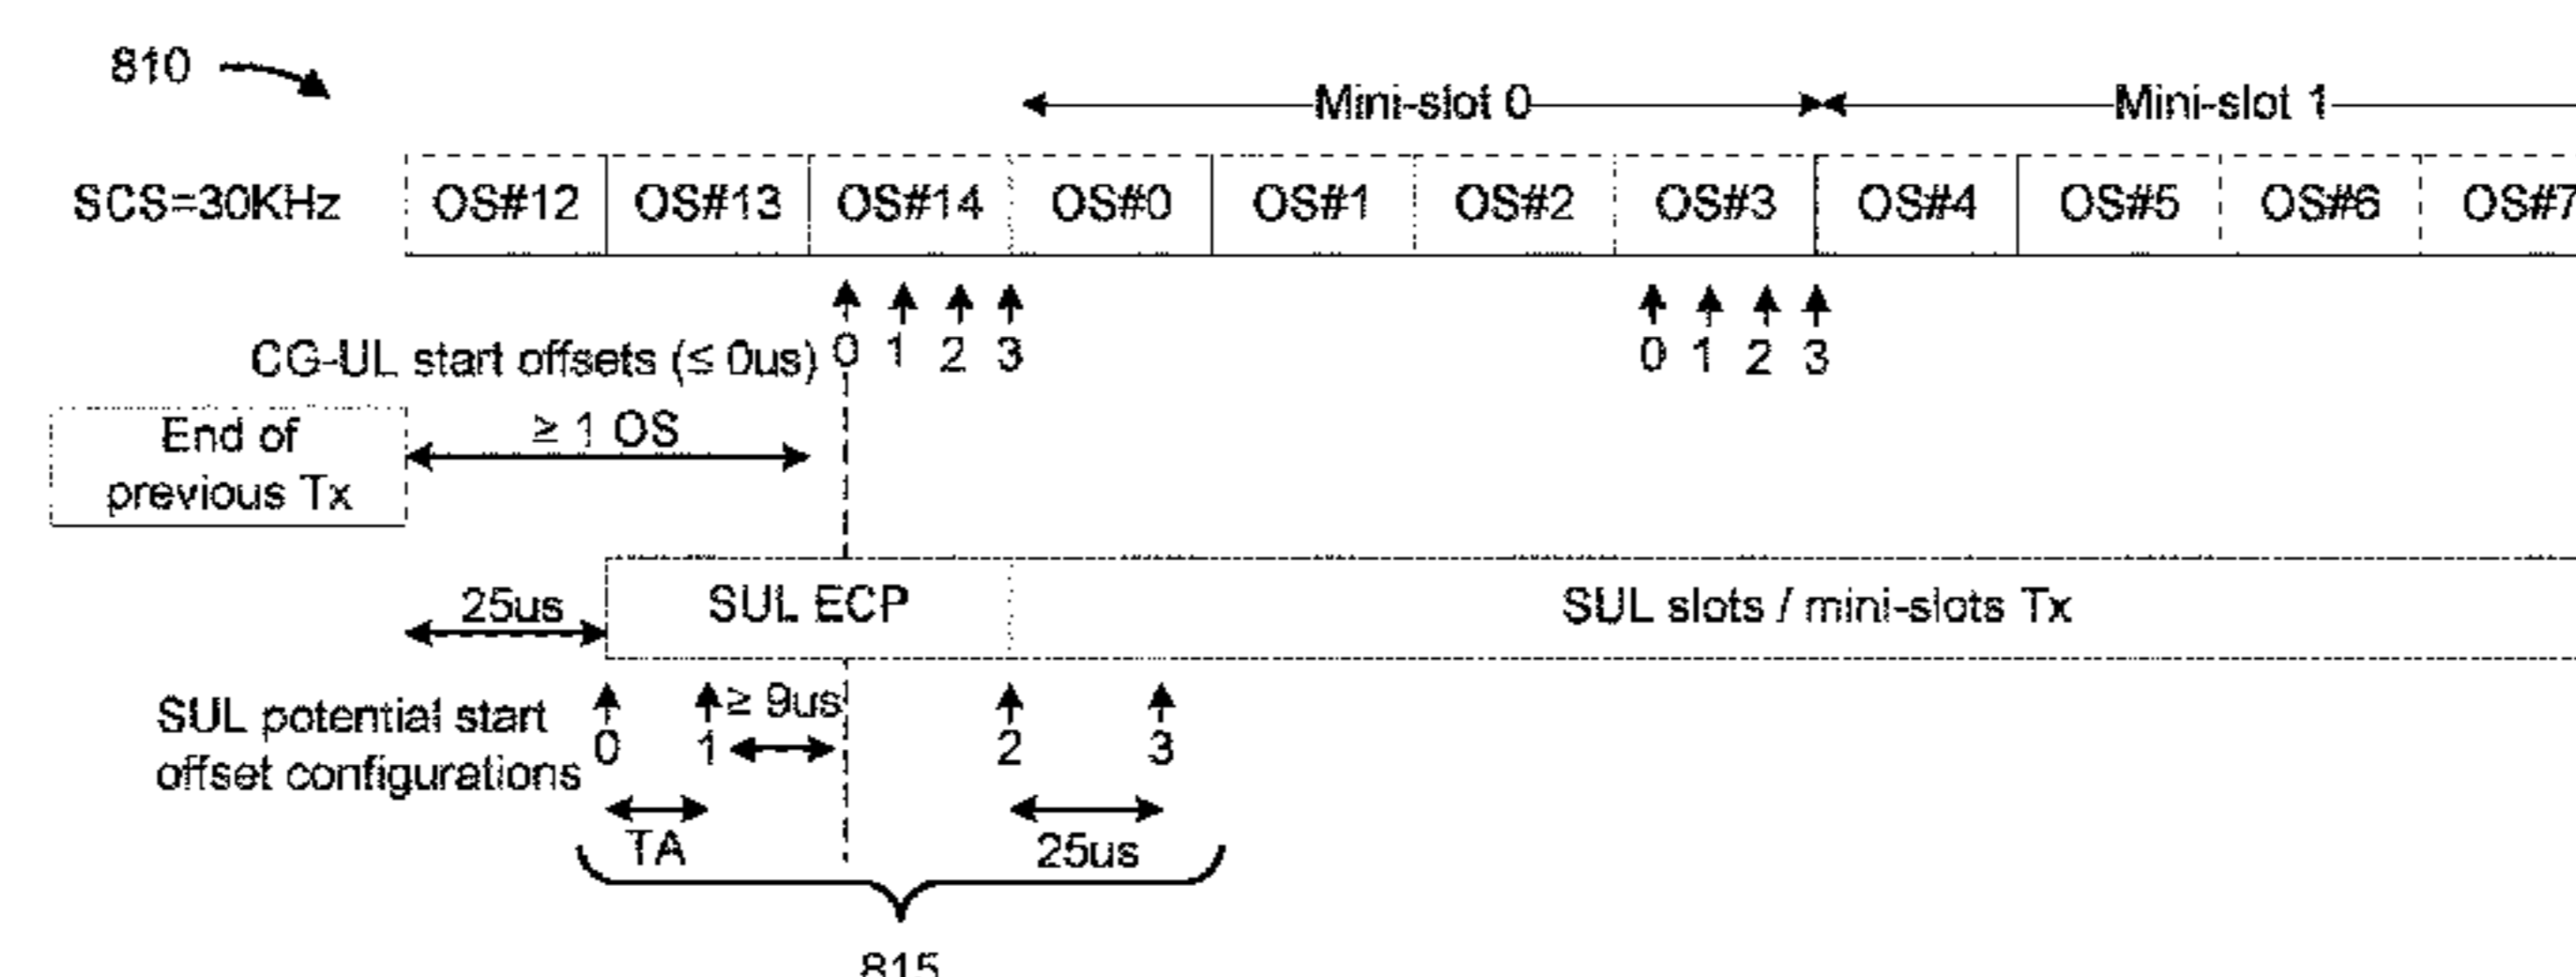 810
Mini-slot 0 Mini-slot 1
SCS=30KHz OS#12 OS#13 OS#14 OS#0 OS#1 OS#2 OS#3 OS#4 OS#5 OS#6 OS#7
CG-UL start offsets (≤ 0us) 0 1 2 3 0 1 2 3
End of
previous Tx
≥ 1 OS
25us
SUL ECP SUL slots / mini-slots Tx
SUL potential start
offset configurations
0 1 ≥ 9us 2 3
TA 25us
815